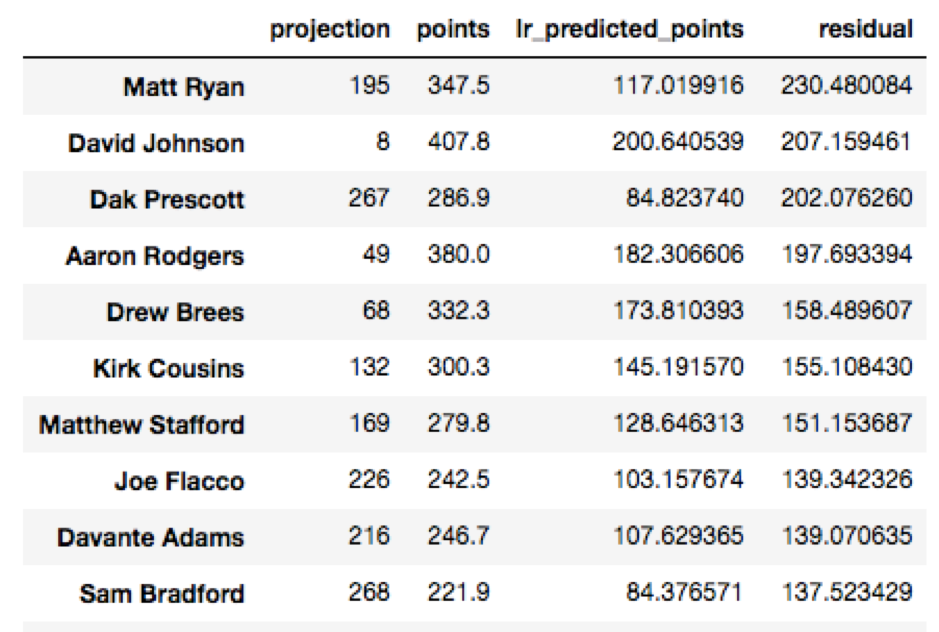 projection points lr_predicted_points residual
Matt Ryan 195 347.5 117.019916 230.480084
David Johnson 8 407.8 200.640539 207.159461
Dak Prescott 267 286.9 84.823740 202.076260
Aaron Rodgers 49 380.0 182.306606 197.693394
Drew Brees 68 332.3 173.810393 158.489607
Kirk Cousins 132 300.3 145.191570 155.108430
Matthew Stafford 169 279.8 128.646313 151.153687
Joe Flacco 226 242.5 103.157674 139.342326
Davante Adams 216 246.7 107.629365 139.070635
Sam Bradford 268 221.9 84.376571 137.523429